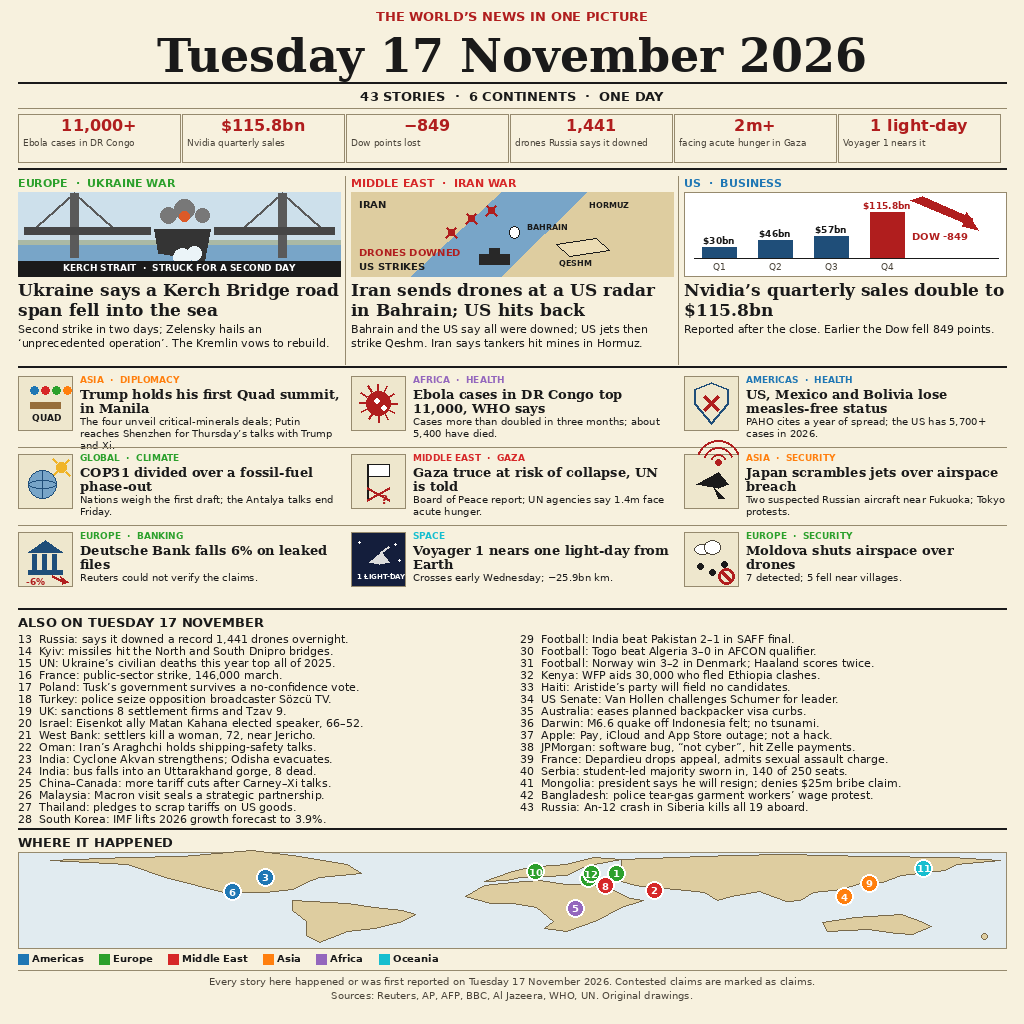 THE WORLD’S NEWS IN ONE PICTURE
Tuesday 17 November 2026
43 STORIES · 6 CONTINENTS · ONE DAY
11,000+
Ebola cases in DR Congo
$115.8bn
Nvidia quarterly sales
−849
Dow points lost
1,441
drones Russia says it downed
2m+
facing acute hunger in Gaza
1 light-day
Voyager 1 nears it
EUROPE · UKRAINE WAR
KERCH STRAIT · STRUCK FOR A SECOND DAY
Ukraine says a Kerch Bridge road
span fell into the sea
Second strike in two days; Zelensky hails an
‘unprecedented operation’. The Kremlin vows to rebuild.
MIDDLE EAST · IRAN WAR
IRAN
HORMUZ
BAHRAIN
DRONES DOWNED
US STRIKES
QESHM
Iran sends drones at a US radar
in Bahrain; US hits back
Bahrain and the US say all were downed; US jets then
strike Qeshm. Iran says tankers hit mines in Hormuz.
US · BUSINESS
$30bn
$46bn
$57bn
$115.8bn
DOW -849
Q1
Q2
Q3
Q4
Nvidia’s quarterly sales double to
$115.8bn
Reported after the close. Earlier the Dow fell 849 points.
QUAD
ASIA · DIPLOMACY
Trump holds his first Quad summit,
in Manila
The four unveil critical-minerals deals; Putin
reaches Shenzhen for Thursday’s talks with Trump
and Xi.
AFRICA · HEALTH
Ebola cases in DR Congo top
11,000, WHO says
Cases more than doubled in three months; about
5,400 have died.
AMERICAS · HEALTH
US, Mexico and Bolivia lose
measles-free status
PAHO cites a year of spread; the US has 5,700+
cases in 2026.
GLOBAL · CLIMATE
COP31 divided over a fossil-fuel
phase-out
Nations weigh the first draft; the Antalya talks end
Friday.
MIDDLE EAST · GAZA
Gaza truce at risk of collapse, UN
is told
Board of Peace report; UN agencies say 1.4m face
acute hunger.
ASIA · SECURITY
Japan scrambles jets over airspace
breach
Two suspected Russian aircraft near Fukuoka; Tokyo
protests.
-6%
EUROPE · BANKING
Deutsche Bank falls 6% on leaked
files
Reuters could not verify the claims.
1 LIGHT-DAY
SPACE
Voyager 1 nears one light-day from
Earth
Crosses early Wednesday; ~25.9bn km.
EUROPE · SECURITY
Moldova shuts airspace over
drones
7 detected; 5 fell near villages.
ALSO ON TUESDAY 17 NOVEMBER
13 Russia: says it downed a record 1,441 drones overnight.
14 Kyiv: missiles hit the North and South Dnipro bridges.
15 UN: Ukraine’s civilian deaths this year top all of 2025.
16 France: public-sector strike, 146,000 march.
17 Poland: Tusk’s government survives a no-confidence vote.
18 Turkey: police seize opposition broadcaster Sözcü TV.
19 UK: sanctions 8 settlement firms and Tzav 9.
20 Israel: Eisenkot ally Matan Kahana elected speaker, 66–52.
21 West Bank: settlers kill a woman, 72, near Jericho.
22 Oman: Iran’s Araghchi holds shipping-safety talks.
23 India: Cyclone Akvan strengthens; Odisha evacuates.
24 India: bus falls into an Uttarakhand gorge, 8 dead.
25 China–Canada: more tariff cuts after Carney–Xi talks.
26 Malaysia: Macron visit seals a strategic partnership.
27 Thailand: pledges to scrap tariffs on US goods.
28 South Korea: IMF lifts 2026 growth forecast to 3.9%.
29 Football: India beat Pakistan 2–1 in SAFF final.
30 Football: Togo beat Algeria 3–0 in AFCON qualifier.
31 Football: Norway win 3–2 in Denmark; Haaland scores twice.
32 Kenya: WFP aids 30,000 who fled Ethiopia clashes.
33 Haiti: Aristide’s party will field no candidates.
34 US Senate: Van Hollen challenges Schumer for leader.
35 Australia: eases planned backpacker visa curbs.
36 Darwin: M6.6 quake off Indonesia felt; no tsunami.
37 Apple: Pay, iCloud and App Store outage; not a hack.
38 JPMorgan: software bug, “not cyber”, hit Zelle payments.
39 France: Depardieu drops appeal, admits sexual assault charge.
40 Serbia: student-led majority sworn in, 140 of 250 seats.
41 Mongolia: president says he will resign; denies $25m bribe claim.
42 Bangladesh: police tear-gas garment workers’ wage protest.
43 Russia: An-12 crash in Siberia kills all 19 aboard.
WHERE IT HAPPENED
6
3
10
12
1
8
5
2
4
9
11
Americas
Europe
Middle East
Asia
Africa
Oceania
Every story here happened or was first reported on Tuesday 17 November 2026. Contested claims are marked as claims.
Sources: Reuters, AP, AFP, BBC, Al Jazeera, WHO, UN. Original drawings.